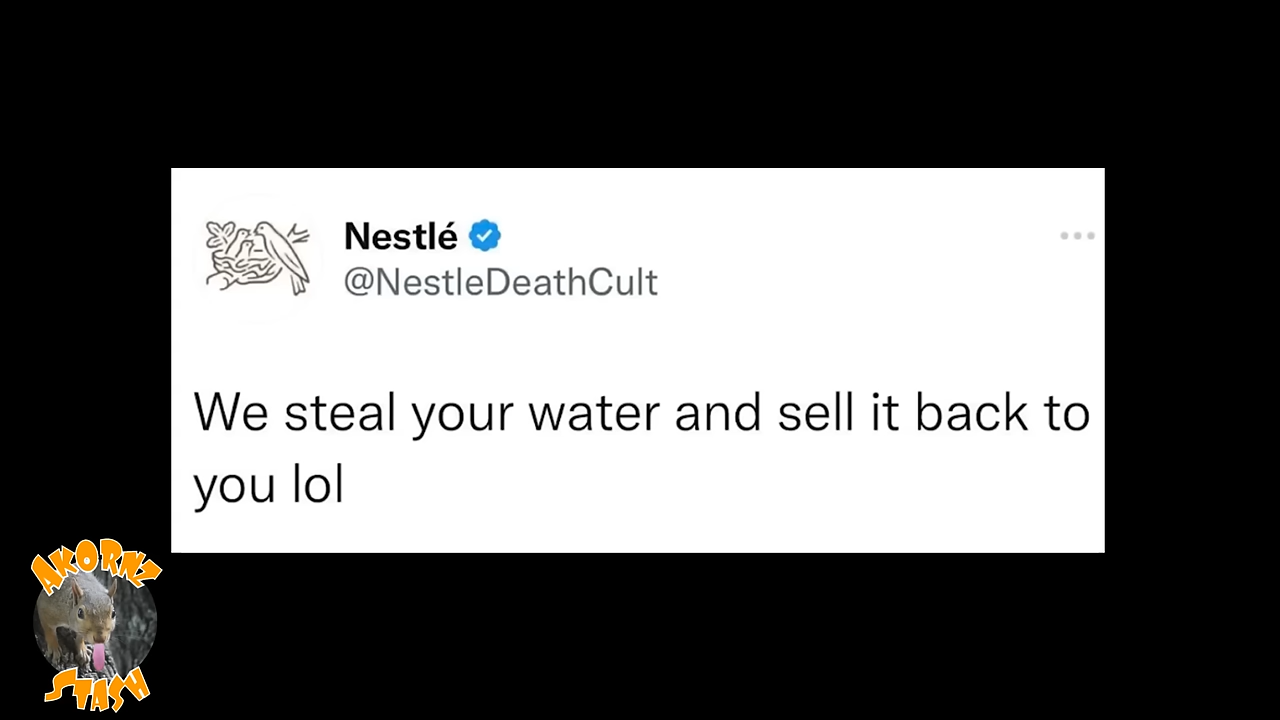 Nestlé
@NestleDeathCult
We steal your water and sell it back to
you lol
AKORNZ
STASH